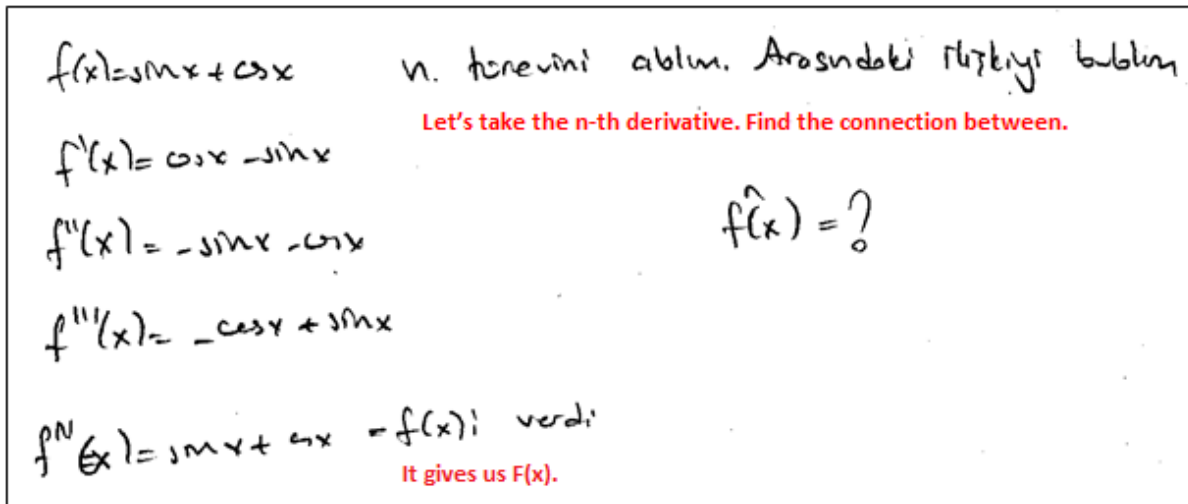 f(x)=sinx+cosx n. türevini alalım. Arasındaki ilişkiyi bulalım
Let's take the n-th derivative. Find the connection between.
f'(x)= cosx -sinx
f''(x)= -sinx -cosx
fⁿ(x) = ?
f'''(x)= -cosx + sinx
f^IV(x)= sinx + cosx = f(x)i verdi
It gives us F(x).